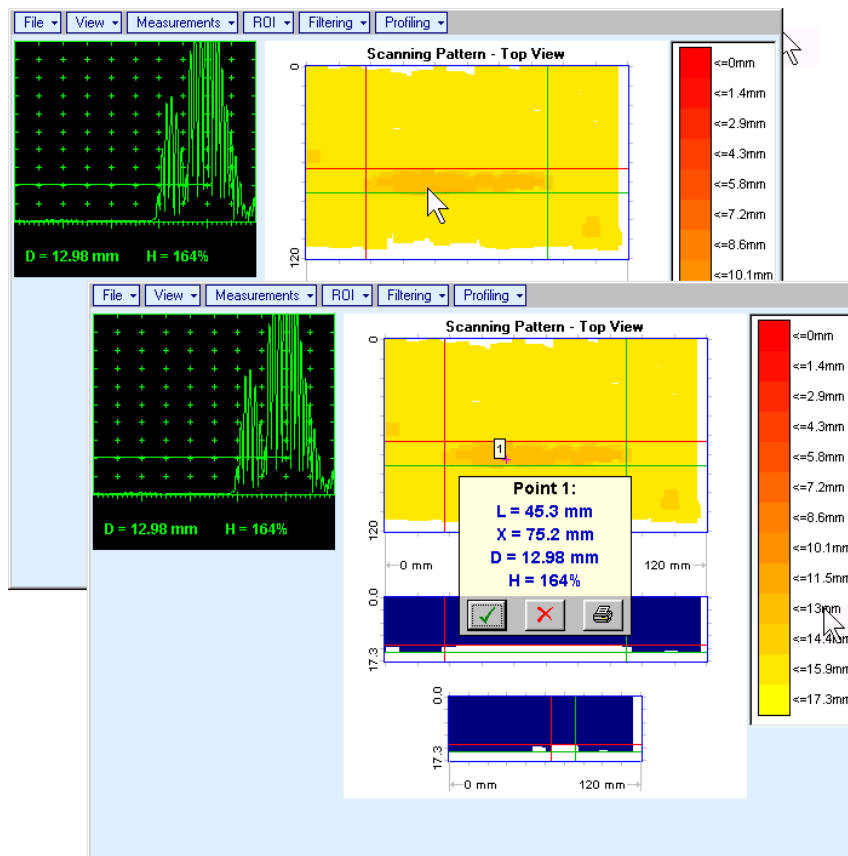 File View Measurements ROI Filtering Profiling
Scanning Pattern - Top View
0
120
D = 12.98 mm H = 164%
<=0mm
<=1.4mm
<=2.9mm
<=4.3mm
<=5.8mm
<=7.2mm
<=8.6mm
<=10.1mm
File View Measurements ROI Filtering Profiling
Scanning Pattern - Top View
0
120
D = 12.98 mm H = 164%
1
Point 1:
L = 45.3 mm
X = 75.2 mm
D = 12.98 mm
H = 164%
0 mm 120 mm
0.0
17.3
0.0
17.3
0 mm 120 mm
<=0mm
<=1.4mm
<=2.9mm
<=4.3mm
<=5.8mm
<=7.2mm
<=8.6mm
<=10.1mm
<=11.5mm
<=13mm
<=14.4mm
<=15.9mm
<=17.3mm